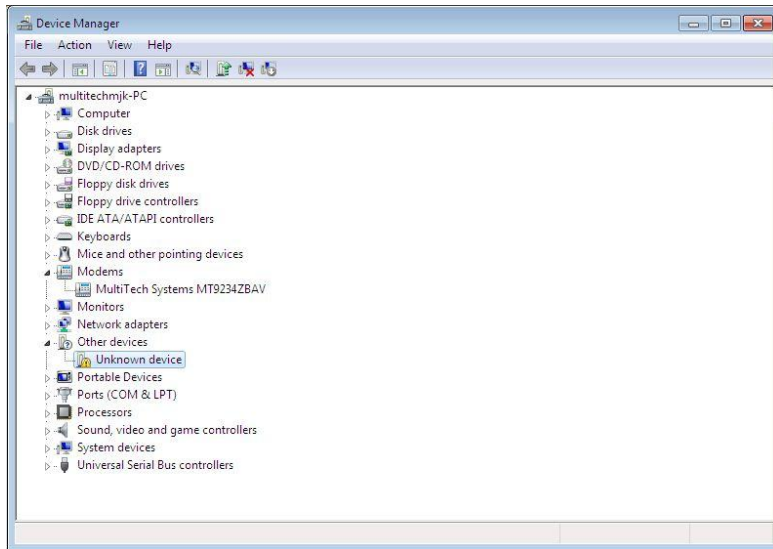 Device Manager
File Action View Help
multitechmjk-PC
Computer
Disk drives
Display adapters
DVD/CD-ROM drives
Floppy disk drives
Floppy drive controllers
IDE ATA/ATAPI controllers
Keyboards
Mice and other pointing devices
Modems
MultiTech Systems MT9234ZBAV
Monitors
Network adapters
Other devices
Unknown device
Portable Devices
Ports (COM & LPT)
Processors
Sound, video and game controllers
System devices
Universal Serial Bus controllers